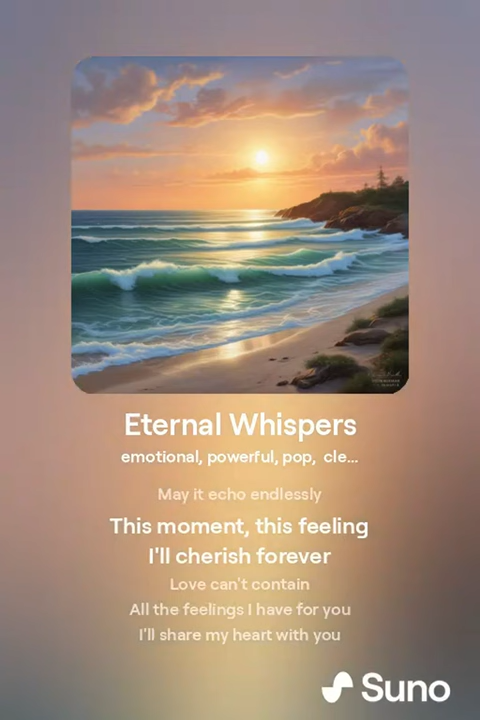 Eternal Whispers
emotional, powerful, pop, cle...
May it echo endlessly
This moment, this feeling
I'll cherish forever
Love can't contain
All the feelings I have for you
I'll share my heart with you
Suno